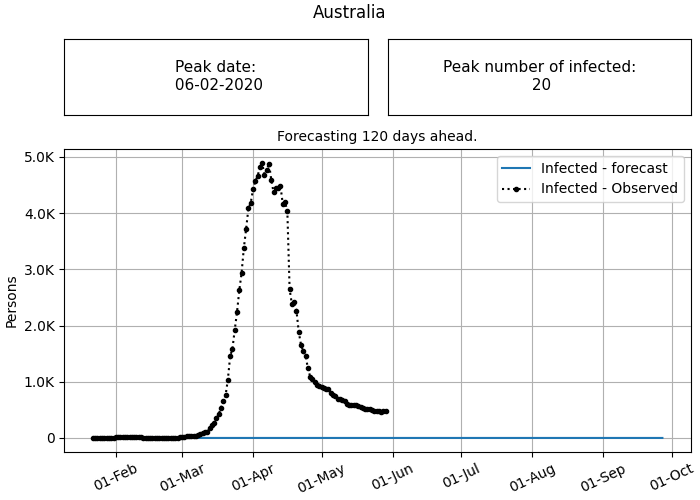 Australia
Peak date:
06-02-2020
Peak number of infected:
20
Forecasting 120 days ahead.
Infected - forecast
Infected - Observed
5.0K
4.0K
3.0K
2.0K
1.0K
0
Persons
01-Feb
01-Mar
01-Apr
01-May
01-Jun
01-Jul
01-Aug
01-Sep
01-Oct